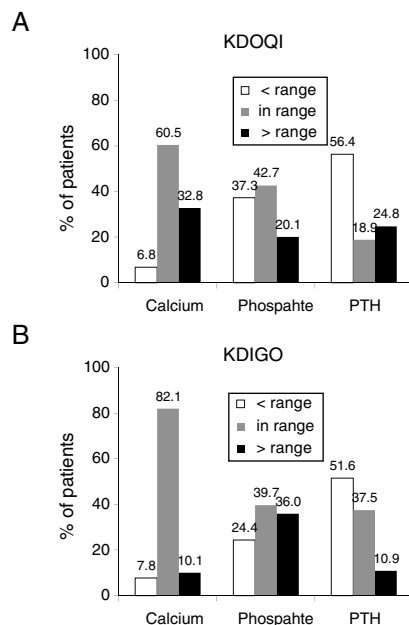 A
KDOQI
100
80
60
40
20
0
% of patients
< range
in range
> range
6.8
60.5
32.8
37.3
42.7
20.1
56.4
18.9
24.8
Calcium
Phospahte
PTH
B
KDIGO
100
80
60
40
20
0
% of patients
< range
in range
> range
7.8
82.1
10.1
24.4
39.7
36.0
51.6
37.5
10.9
Calcium
Phospahte
PTH